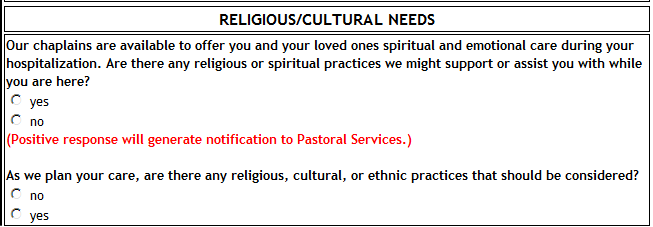 RELIGIOUS/CULTURAL NEEDS
Our chaplains are available to offer you and your loved ones spiritual and emotional care during your
hospitalization. Are there any religious or spiritual practices we might support or assist you with while
you are here?
yes
no
(Positive response will generate notification to Pastoral Services.)
As we plan your care, are there any religious, cultural, or ethnic practices that should be considered?
no
yes